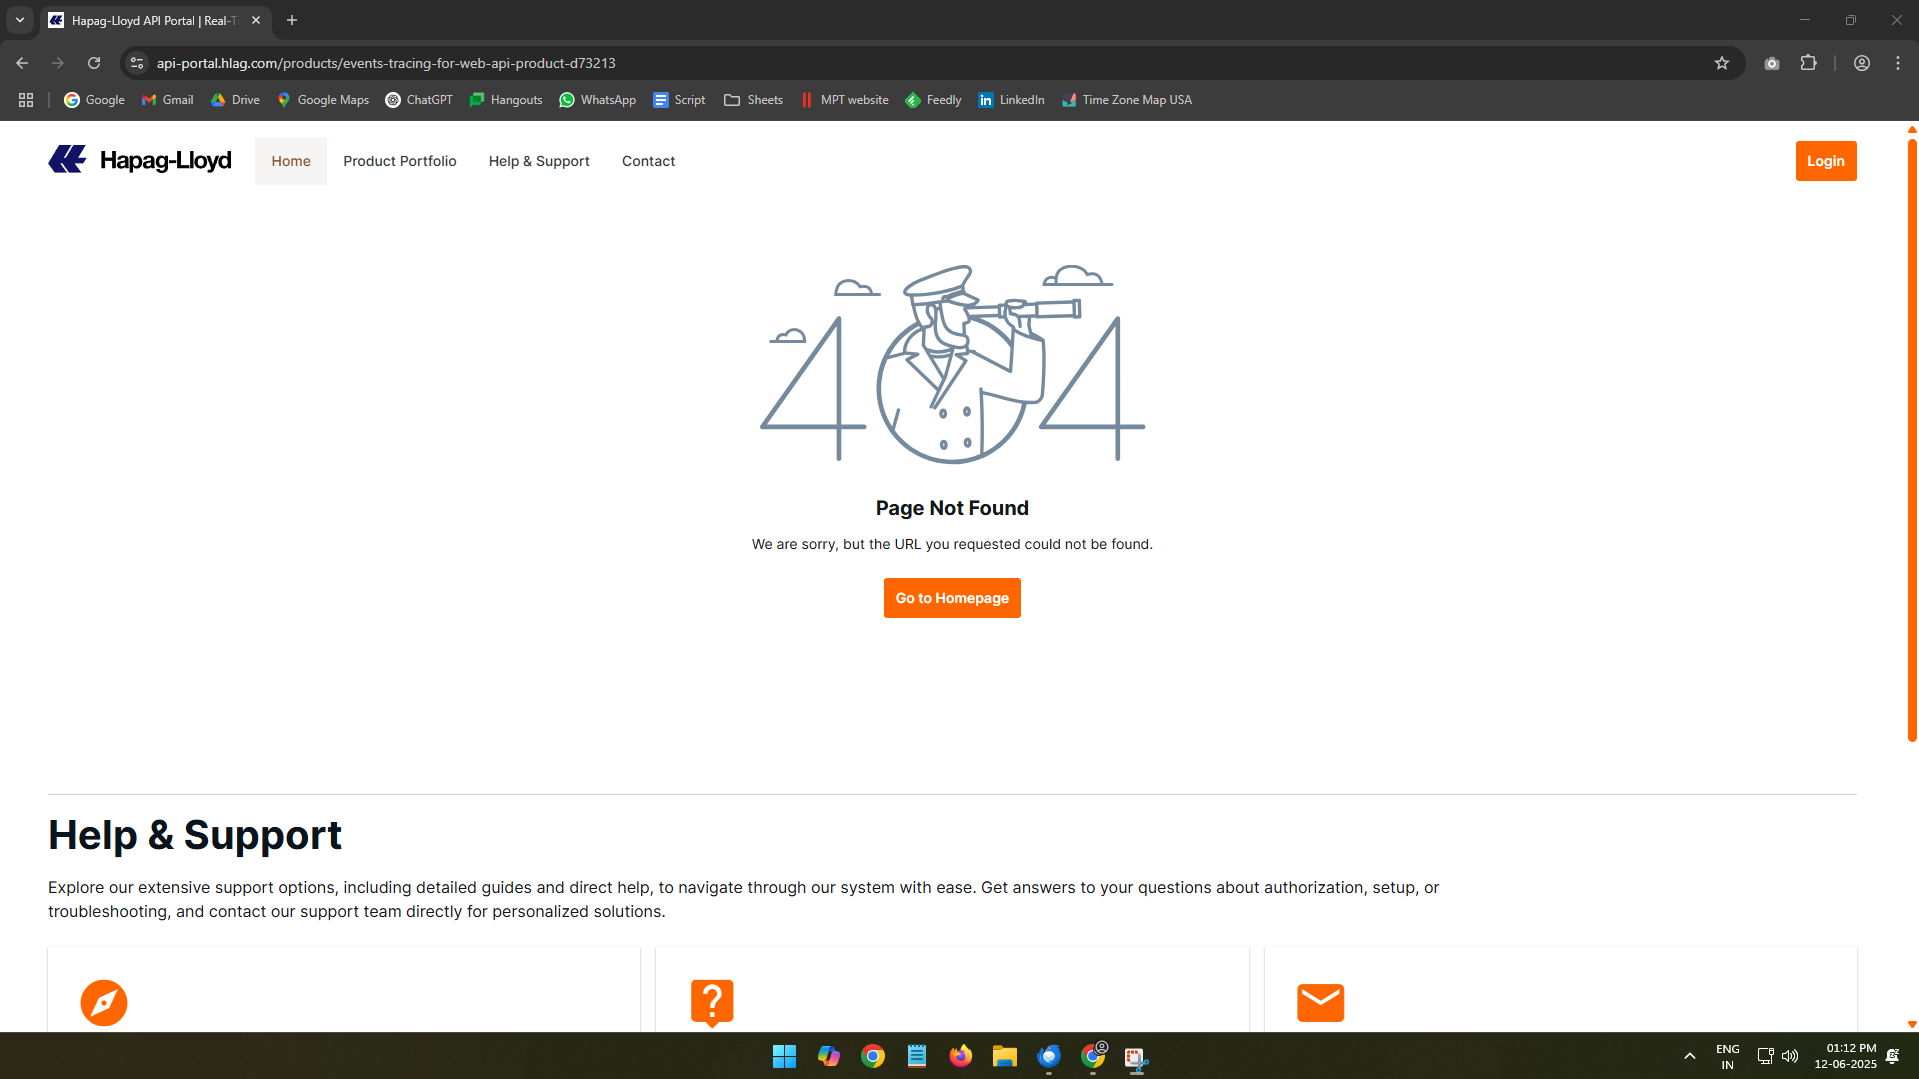 Hapag-Lloyd API Portal | Real-Ti
api-portal.hlag.com/products/events-tracing-for-web-api-product-d73213
Google
Gmail
Drive
Google Maps
ChatGPT
Hangouts
WhatsApp
Script
Sheets
MPT website
Feedly
LinkedIn
Time Zone Map USA
Hapag-Lloyd
Home
Product Portfolio
Help & Support
Contact
Login
404
Page Not Found
We are sorry, but the URL you requested could not be found.
Go to Homepage
Help & Support
Explore our extensive support options, including detailed guides and direct help, to navigate through our system with ease. Get answers to your questions about authorization, setup, or
troubleshooting, and contact our support team directly for personalized solutions.
?
ENG
IN
01:12 PM
12-06-2025